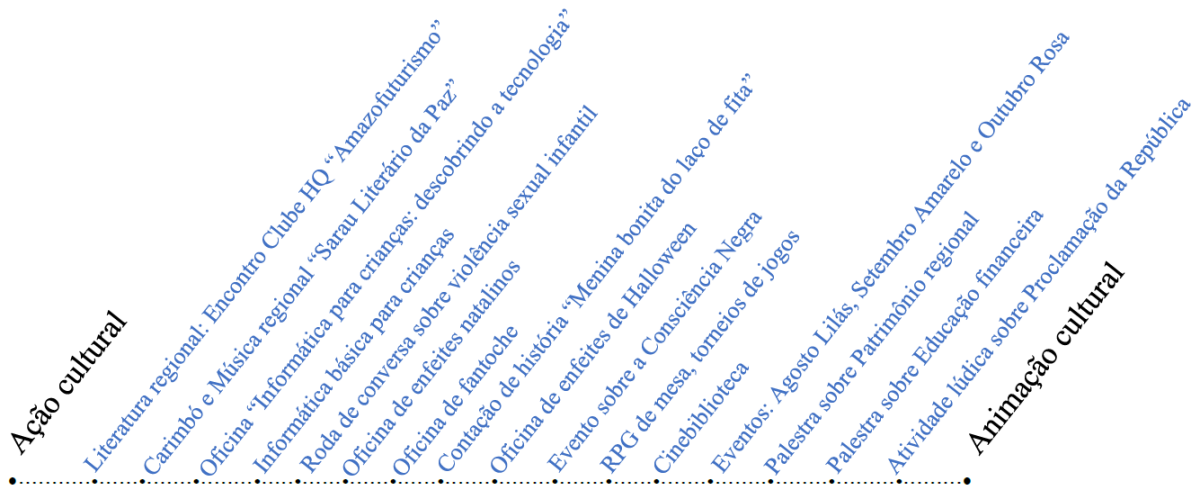 Ação cultural
Literatura regional: Encontro Clube HQ “Amazofuturismo”
Carimbó e Música regional “Sarau Literário da Paz”
Oficina “Informática para crianças: descobrindo a tecnologia”
Informática básica para crianças
Roda de conversa sobre violência sexual infantil
Oficina de enfeites natalinos
Oficina de fantoche
Contação de história “Menina bonita do laço de fita”
Oficina de enfeites de Halloween
Evento sobre a Consciência Negra
RPG de mesa, torneios de jogos
Cinebiblioteca
Eventos: Agosto Lilás, Setembro Amarelo e Outubro Rosa
Palestra sobre Patrimônio regional
Palestra sobre Educação financeira
Atividade lúdica sobre Proclamação da República
Animação cultural